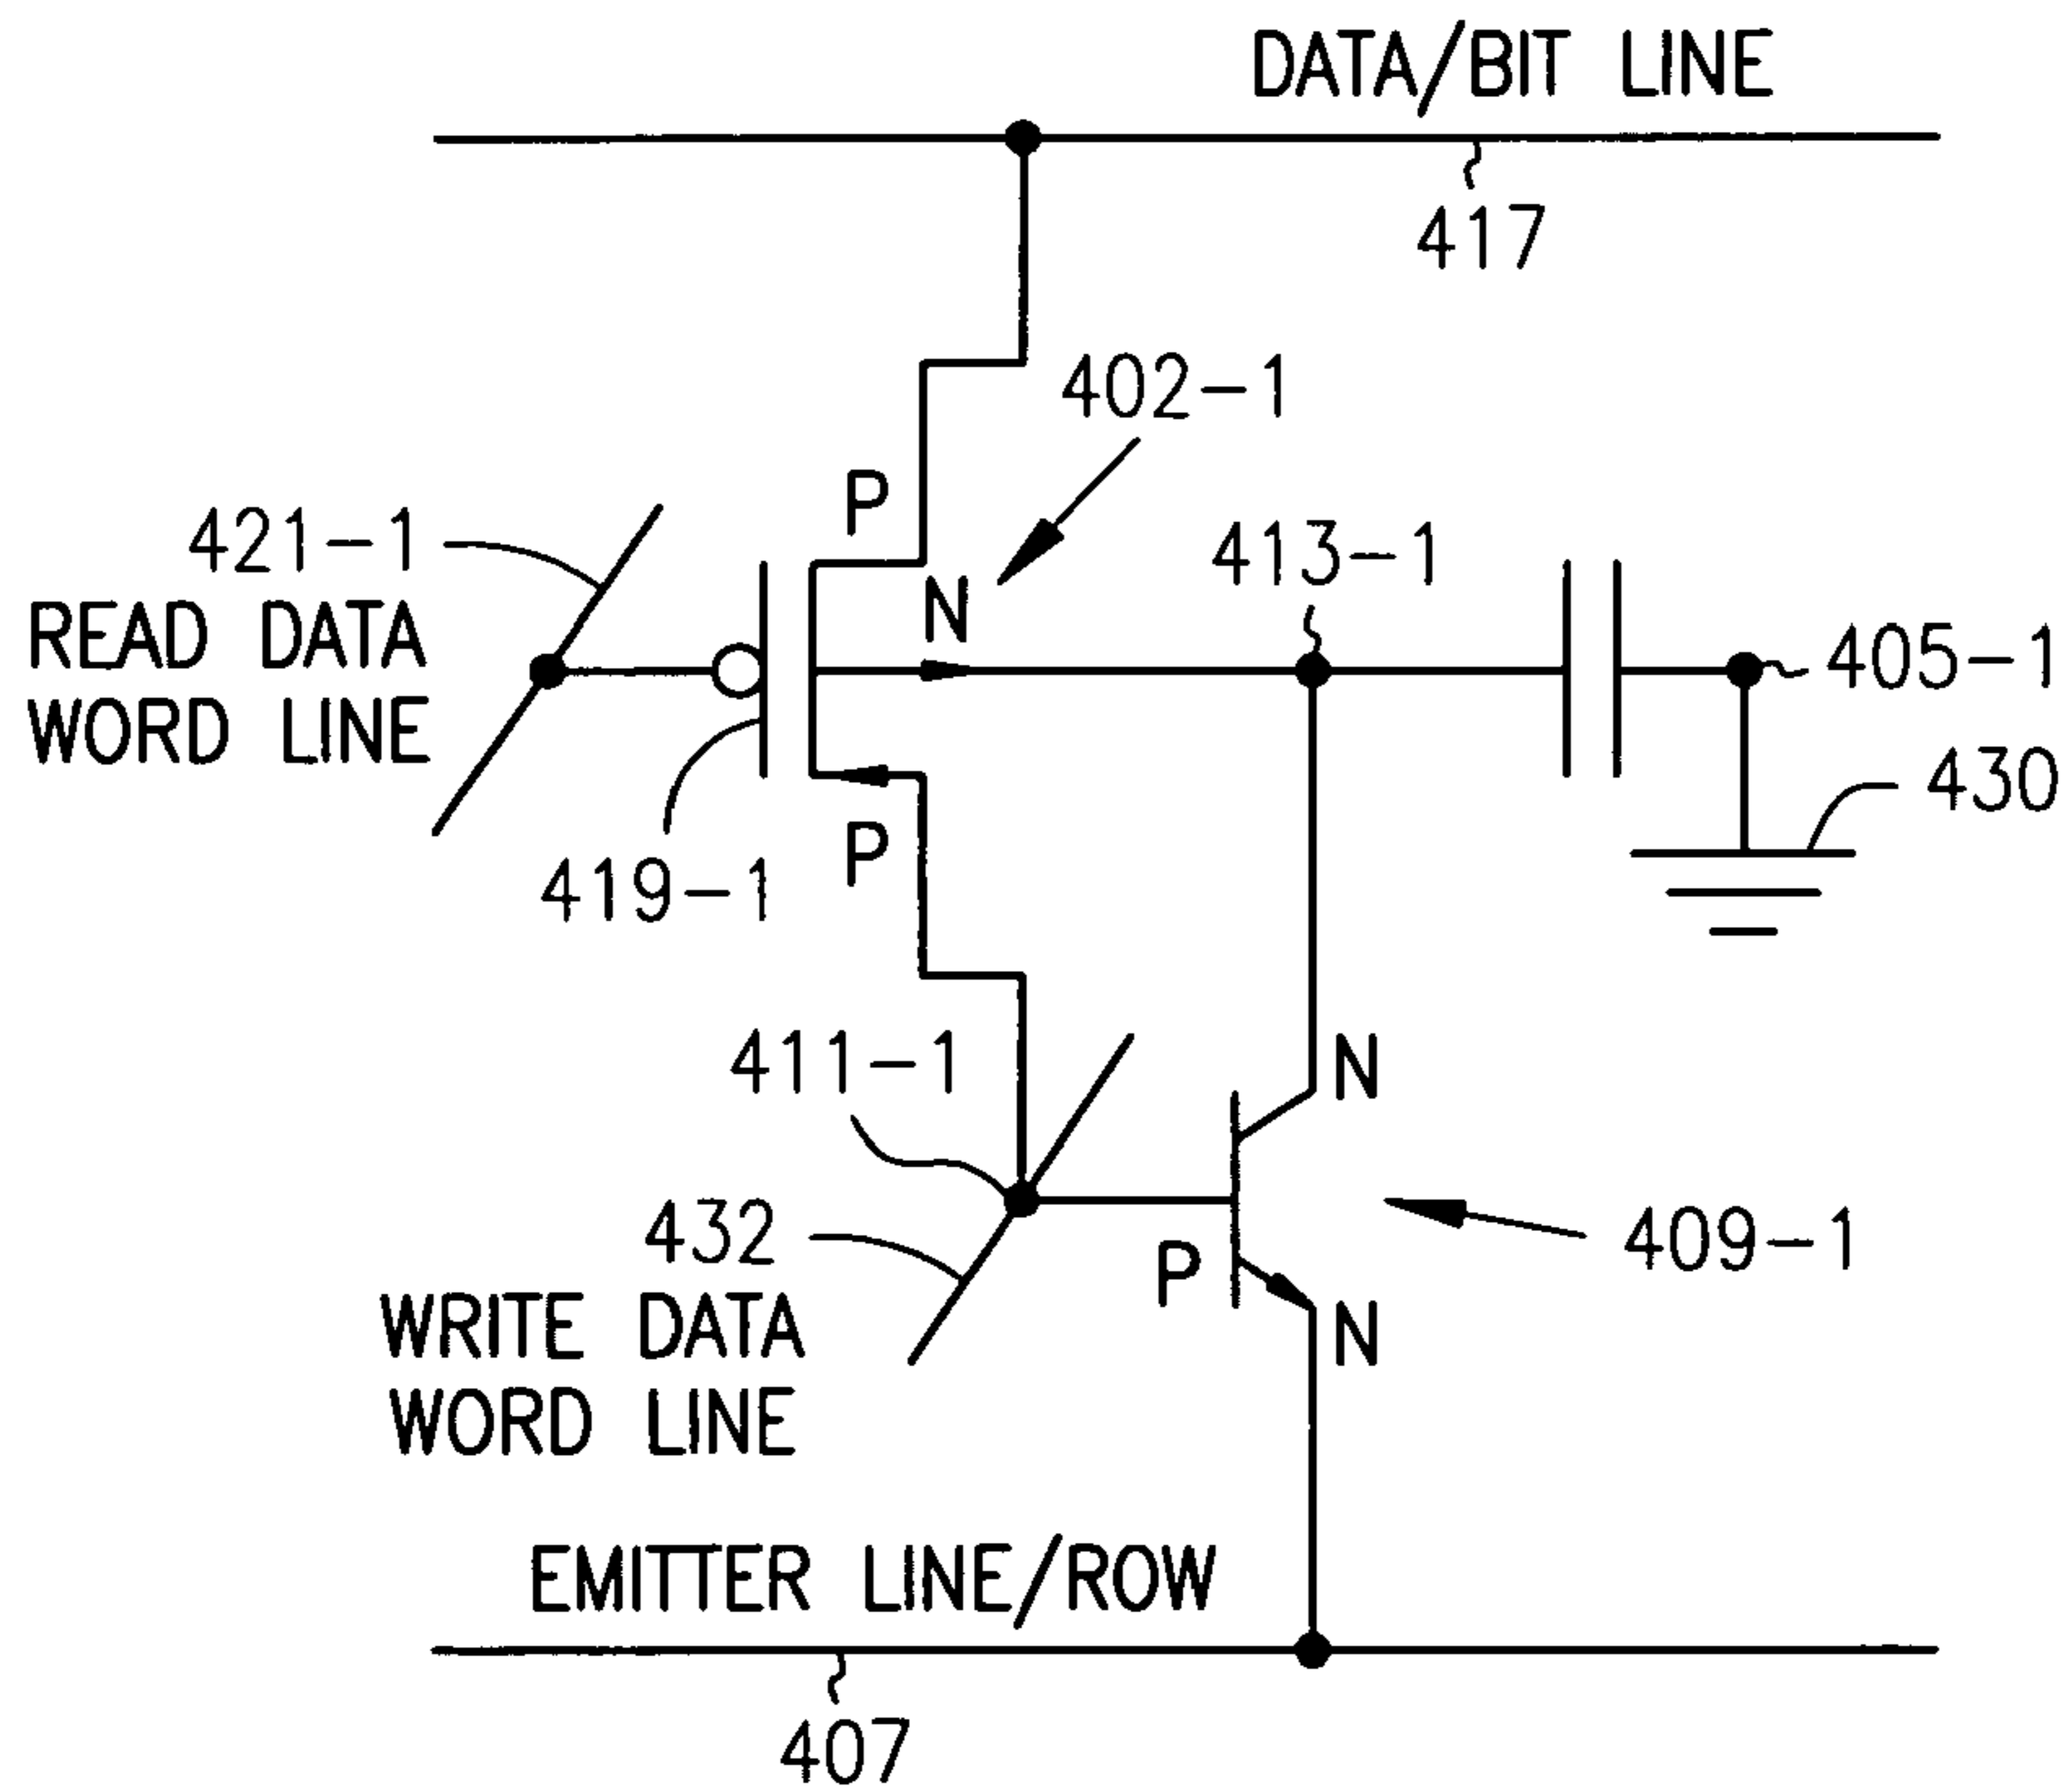 DATA/BIT LINE
417
402-1
P
421-1
READ DATA
WORD LINE
N
413-1
405-1
430
419-1
P
411-1
N
432
WRITE DATA
WORD LINE
P
409-1
N
EMITTER LINE/ROW
407